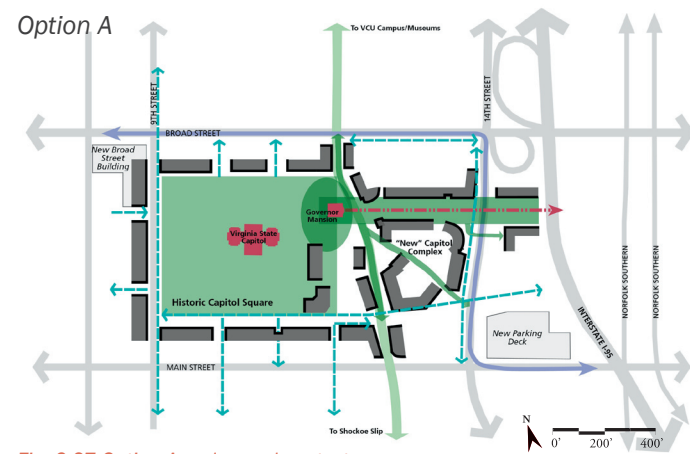 Option A
To VCU Campus/Museums
9TH STREET
14TH STREET
BROAD STREET
New Broad
Street
Building
Governor
Mansion
Virginia State
Capitol
"New" Capitol
Complex
Historic Capitol Square
NORFOLK SOUTHERN
NORFOLK SOUTHERN
INTERSTATE I-95
New Parking
Deck
MAIN STREET
To Shockoe Slip
N
0' 200' 400'